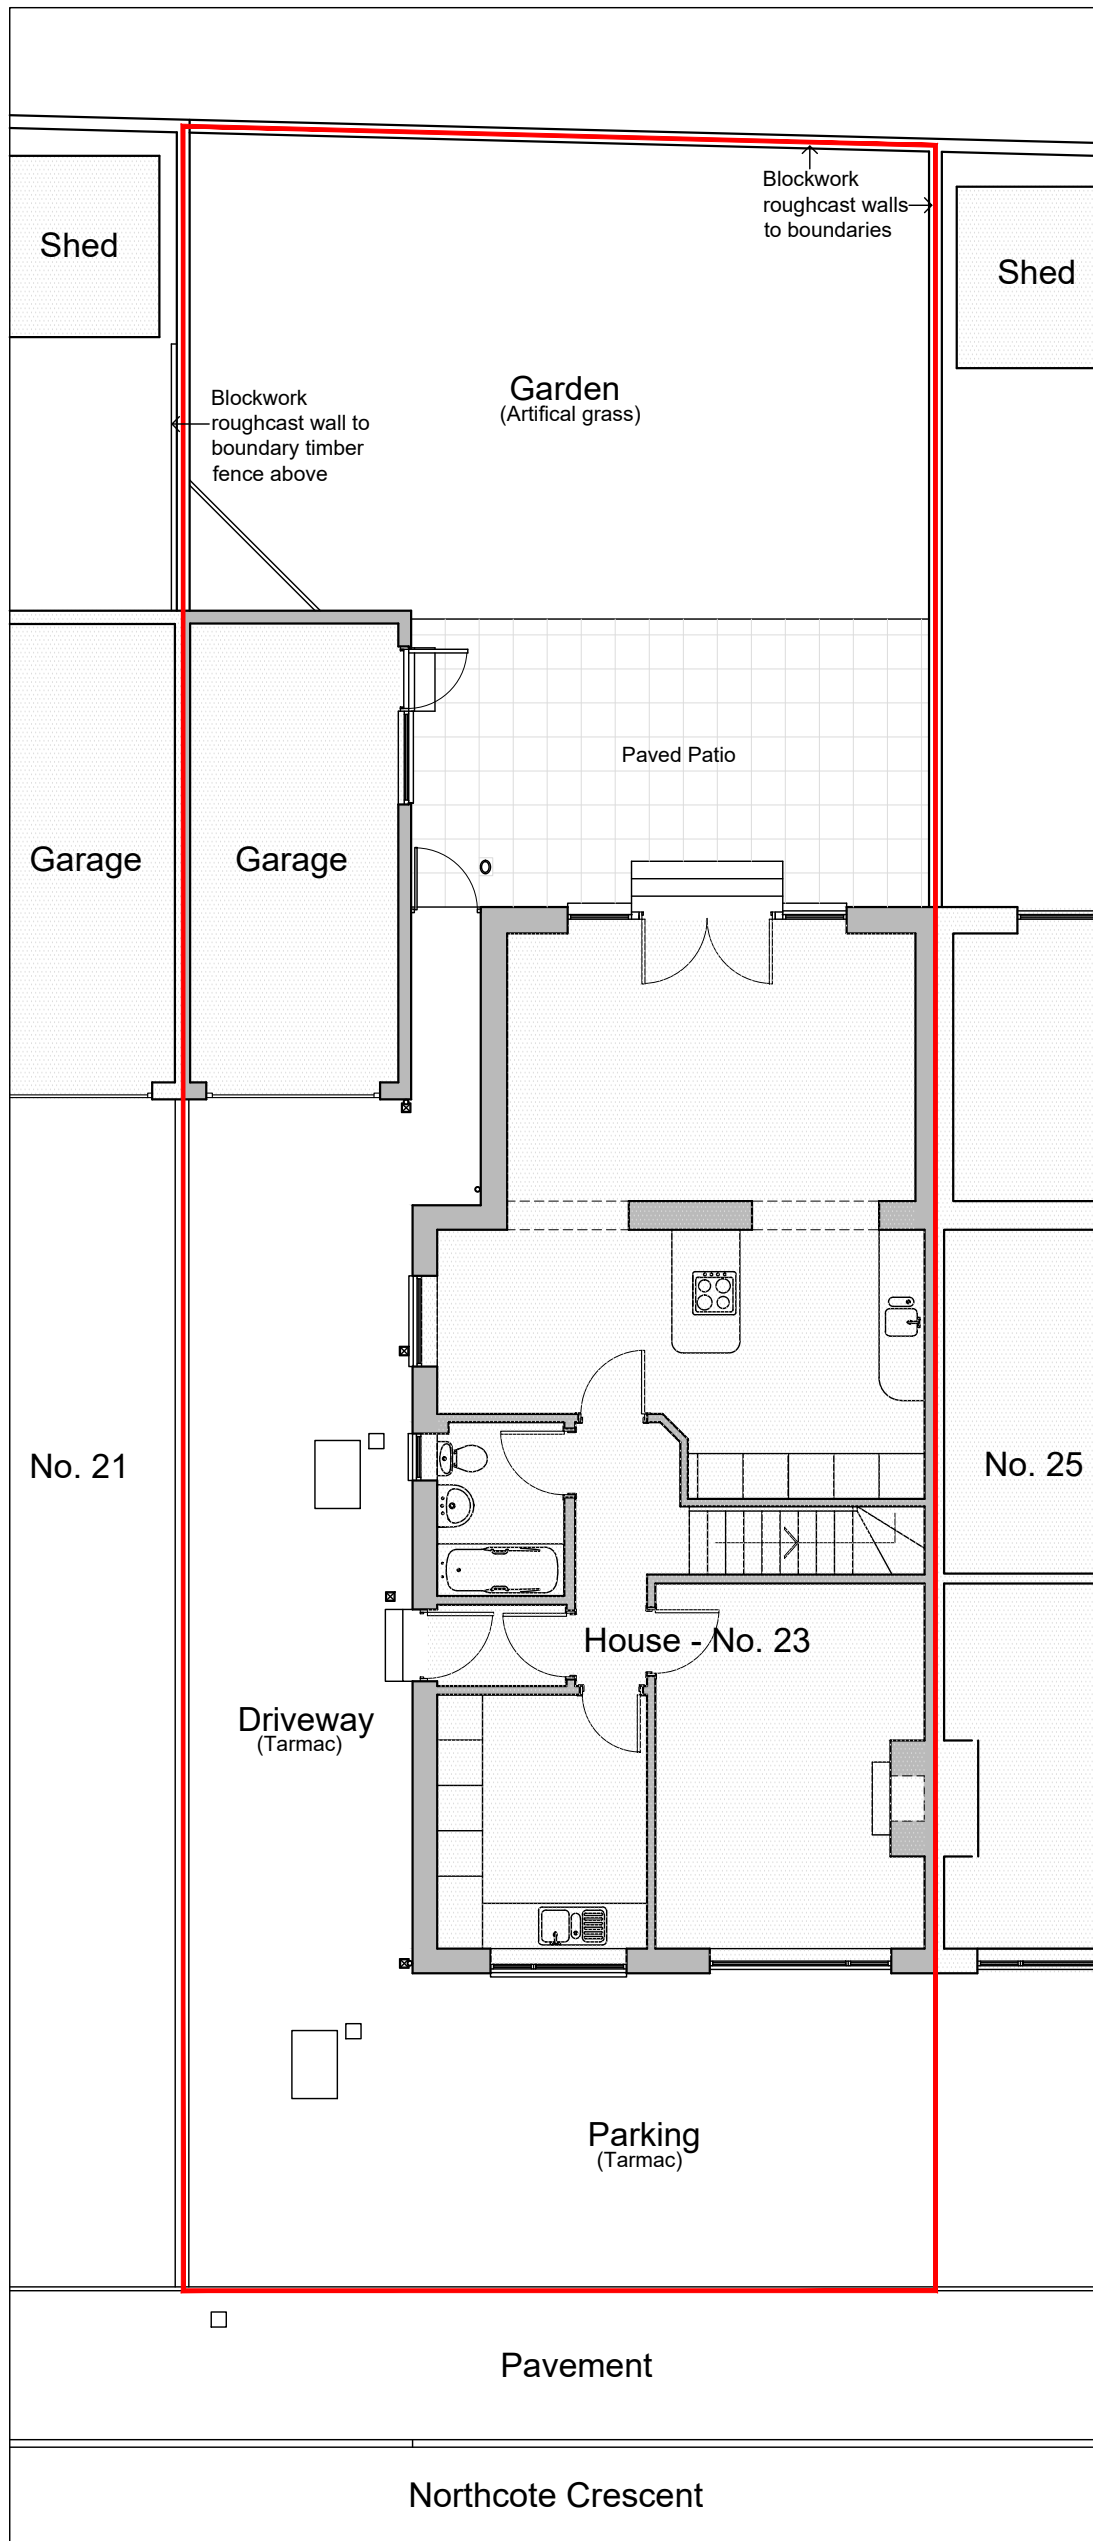 Blockwork
roughcast walls
to boundaries
Shed
Shed
Garden
(Artifical grass)
Blockwork
roughcast wall to
boundary timber
fence above
Paved Patio
Garage
Garage
No. 21
No. 25
House - No. 23
Driveway
(Tarmac)
Parking
(Tarmac)
Pavement
Northcote Crescent